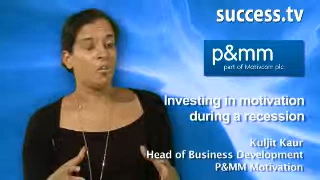 success.tv
p&mm
part of Motivcom plc
Investing in motivation
during a recession
Kuljit Kaur
Head of Business Development
P&MM Motivation